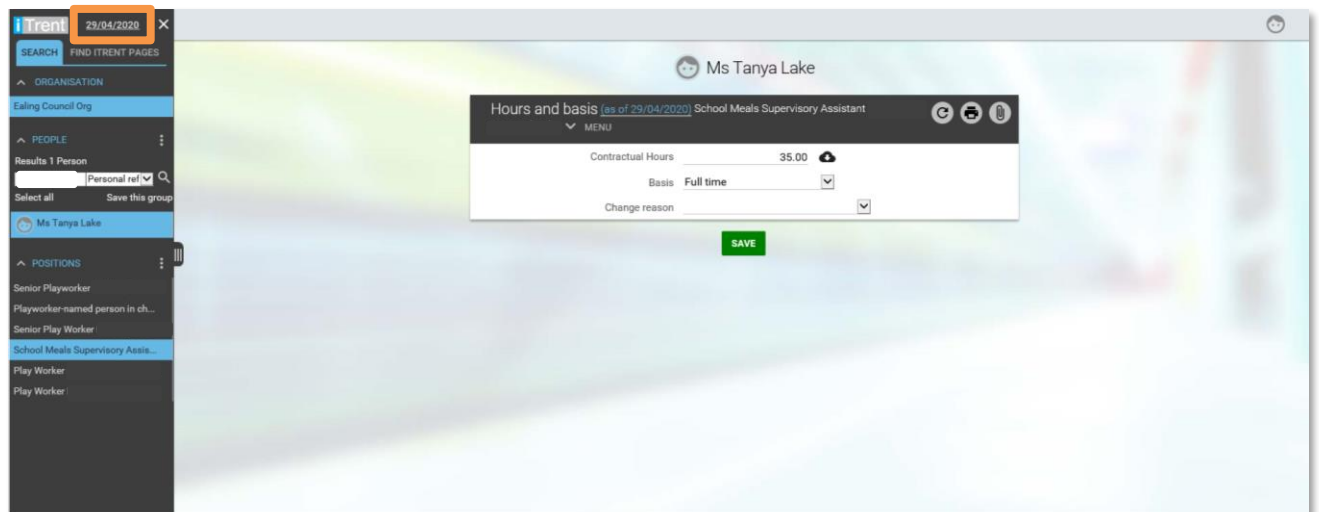 iTrent 29/04/2020 ✕
SEARCH FIND ITRENT PAGES
ORGANISATION
Ealing Council Org
PEOPLE
Results 1 Person
Personal ref
Select all Save this group
Ms Tanya Lake
POSITIONS
Senior Playworker
Playworker-named person in ch...
Senior Play Worker
School Meals Supervisory Assis...
Play Worker
Play Worker
Ms Tanya Lake
Hours and basis (as of 29/04/2020) School Meals Supervisory Assistant
MENU
Contractual Hours 35.00
Basis Full time
Change reason
SAVE